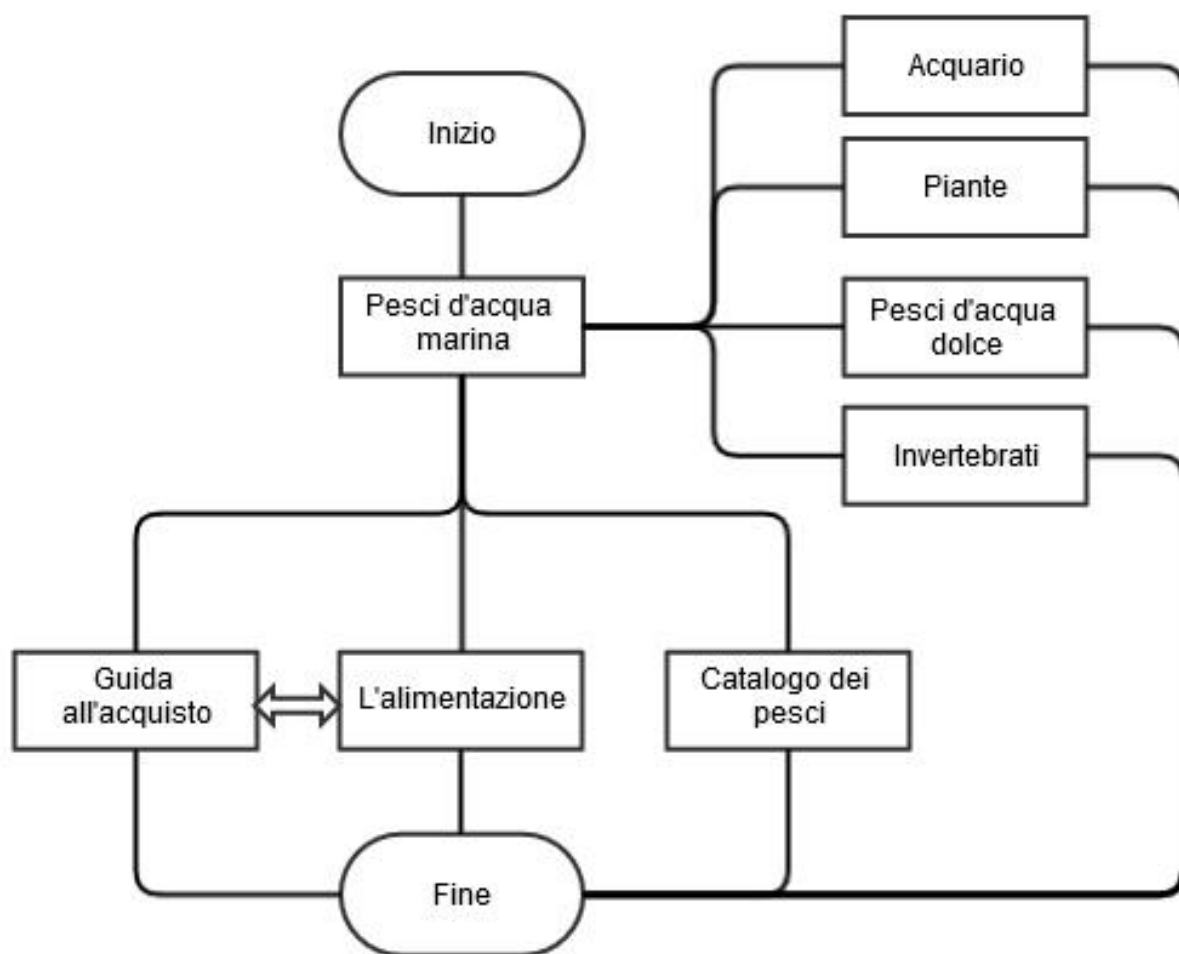 Acquario
Inizio
Piante
Pesci d'acqua
marina
Pesci d'acqua
dolce
Invertebrati
Guida
all'acquisto
L'alimentazione
Catalogo dei
pesci
Fine